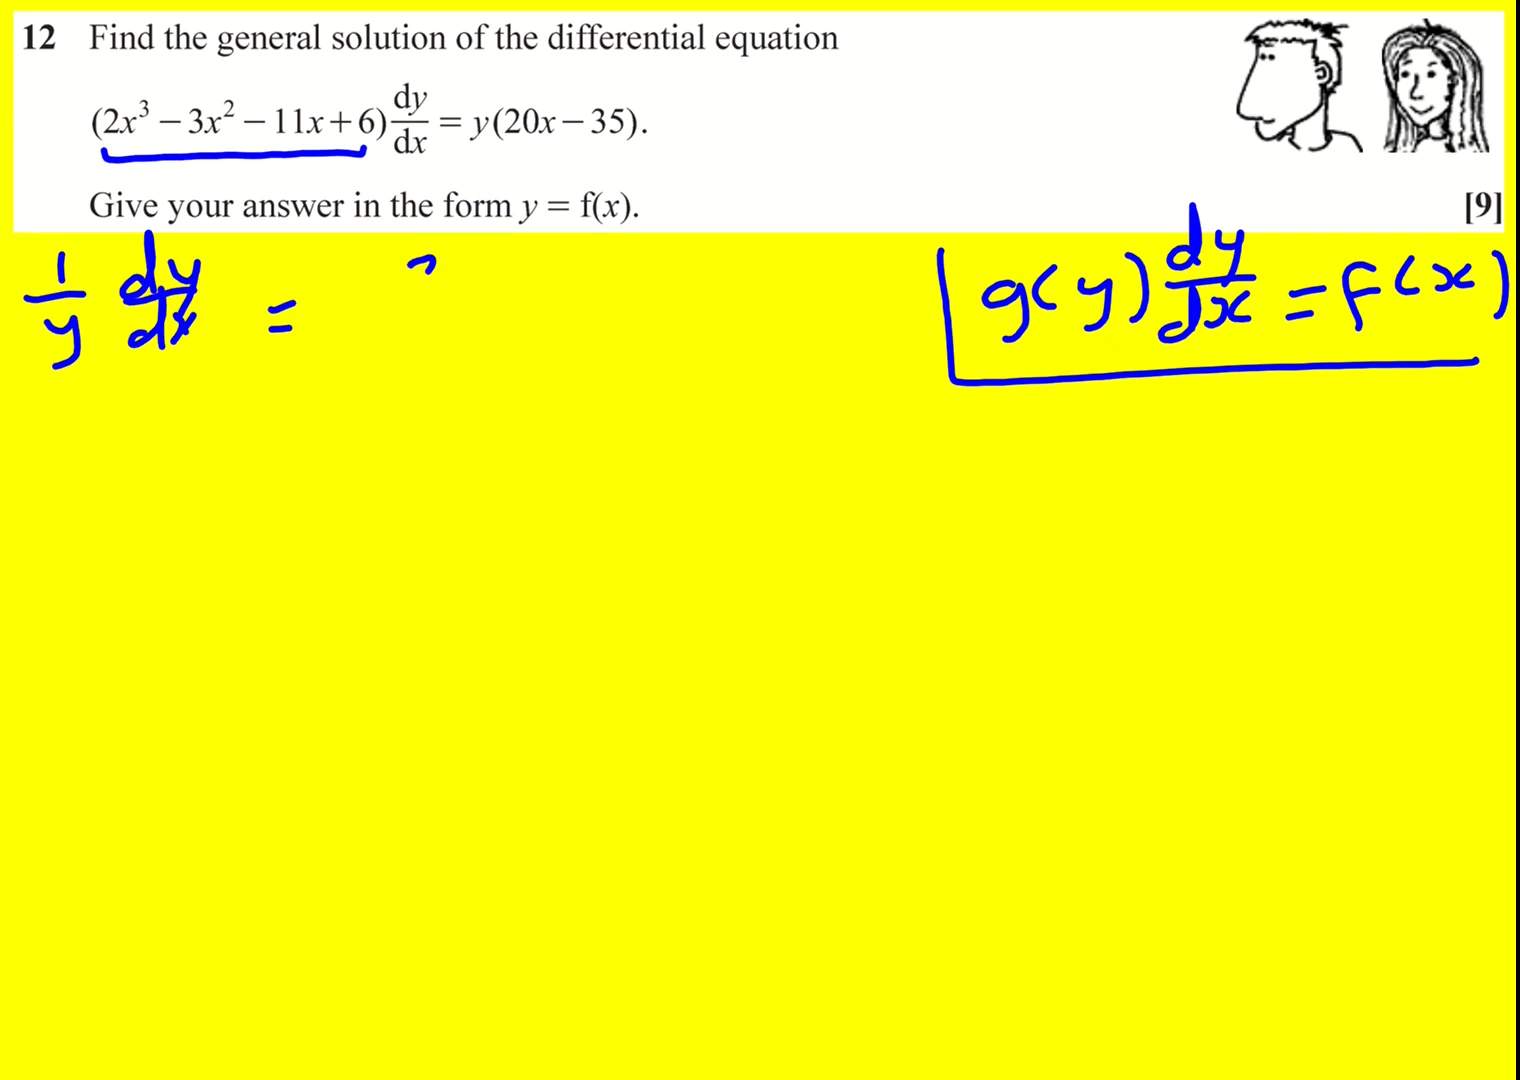 12 Find the general solution of the differential equation
(2x³ − 3x² − 11x + 6) dy/dx = y(20x − 35).
Give your answer in the form y = f(x). [9]
1/y dy/dx =
g(y) dy/dx = f(x)